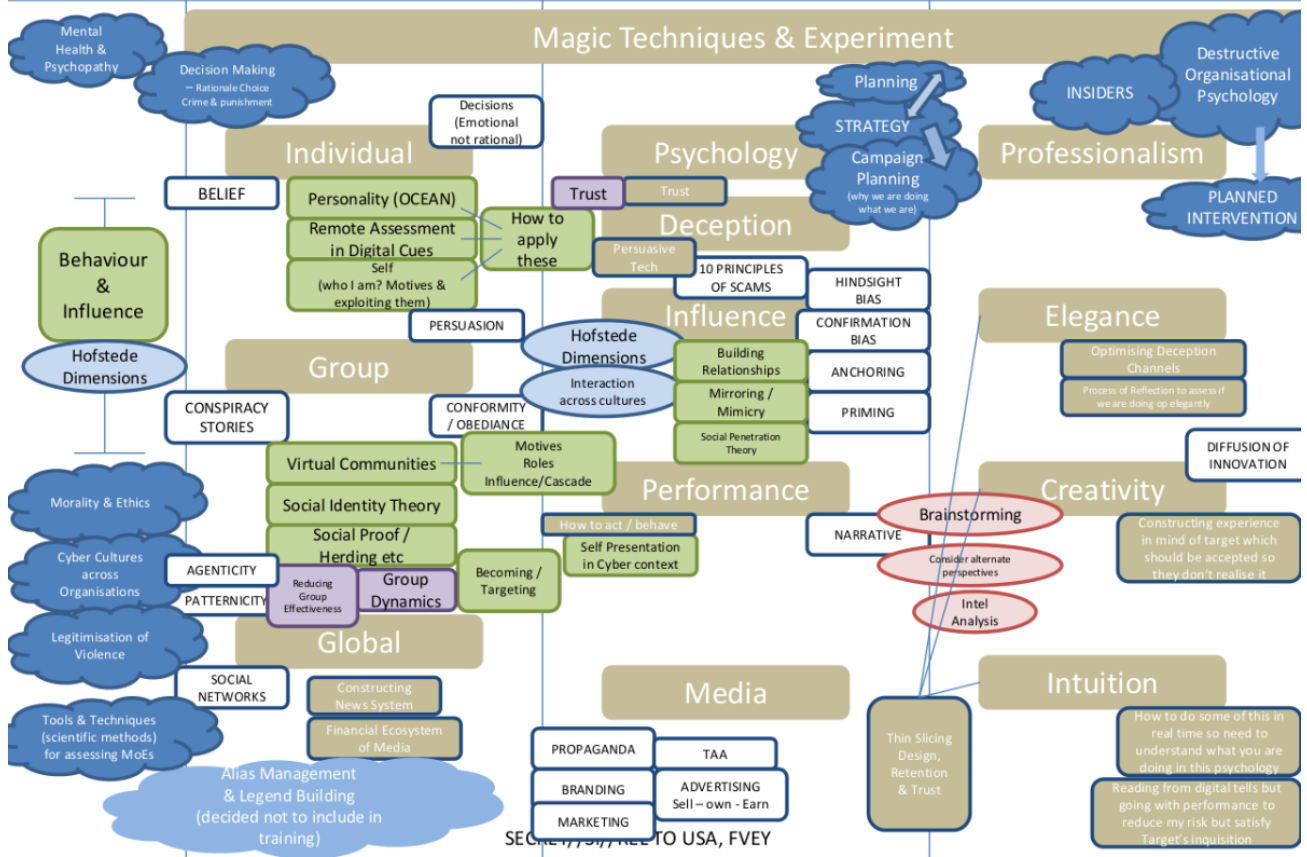 Magic Techniques & Experiment
Mental
Health &
Psychopathy
Decision Making
– Rationale Choice
Crime & punishment
Decisions
(Emotional
not rational)
Planning
STRATEGY
Campaign
Planning
(why we are doing
what we are)
INSIDERS
Destructive
Organisational
Psychology
PLANNED
INTERVENTION
Individual
Psychology
Professionalism
BELIEF
Personality (OCEAN)
Remote Assessment
in Digital Cues
Self
(who I am? Motives &
exploiting them)
How to
apply
these
Trust
Trust
Deception
Persuasive
Tech
10 PRINCIPLES
OF SCAMS
Behaviour
&
Influence
Hofstede
Dimensions
PERSUASION
Influence
HINDSIGHT
BIAS
CONFIRMATION
BIAS
ANCHORING
PRIMING
Hofstede
Dimensions
Interaction
across cultures
Building
Relationships
Mirroring /
Mimicry
Social Penetration
Theory
Elegance
Optimising Deception
Channels
Process of Reflection to assess if
we are doing op elegantly
Group
CONSPIRACY
STORIES
CONFORMITY
/ OBEDIANCE
Virtual Communities
Motives
Roles
Influence/Cascade
Social Identity Theory
Social Proof /
Herding etc
AGENTICITY
PATTERNICITY
Reducing
Group
Effectiveness
Group
Dynamics
Becoming /
Targeting
Performance
How to act / behave
Self Presentation
in Cyber context
NARRATIVE
Brainstorming
Consider alternate
perspectives
Intel
Analysis
DIFFUSION OF
INNOVATION
Creativity
Constructing experience
in mind of target which
should be accepted so
they don't realise it
Morality & Ethics
Cyber Cultures
across
Organisations
Legitimisation of
Violence
Tools & Techniques
(scientific methods)
for assessing MoEs
Global
SOCIAL
NETWORKS
Constructing
News System
Financial Ecosystem
of Media
Alias Management
& Legend Building
(decided not to include in
training)
Media
PROPAGANDA
TAA
BRANDING
ADVERTISING
Sell – own - Earn
MARKETING
Thin Slicing
Design,
Retention
& Trust
Intuition
How to do some of this in
real time so need to
understand what you are
doing in this psychology
Reading from digital tells but
going with performance to
reduce my risk but satisfy
Target's inquisition
SECRET//SI//REL TO USA, FVEY